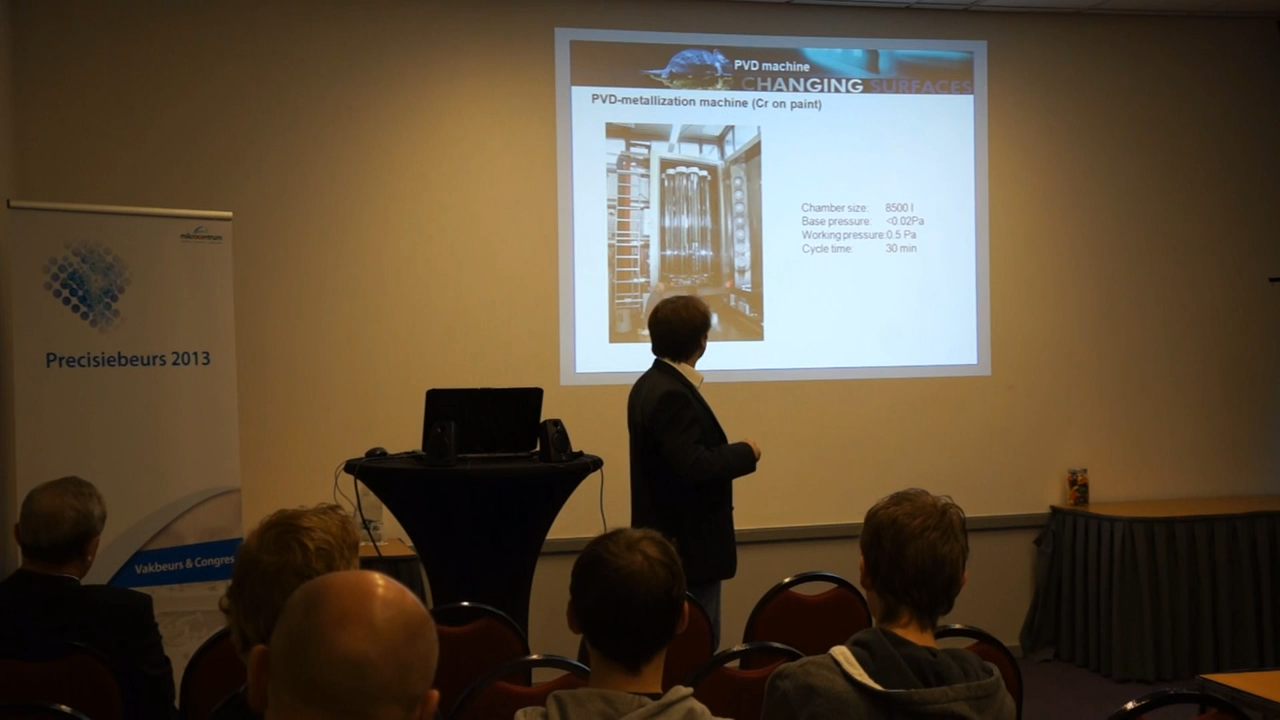 PVD machine
CHANGING SURFACES
PVD-metallization machine (Cr on paint)
Chamber size: 8500 l
Base pressure: <0.02Pa
Working pressure:0.5 Pa
Cycle time: 30 min
mikrocentrum
Precisiebeurs 2013
Vakbeurs & Congres